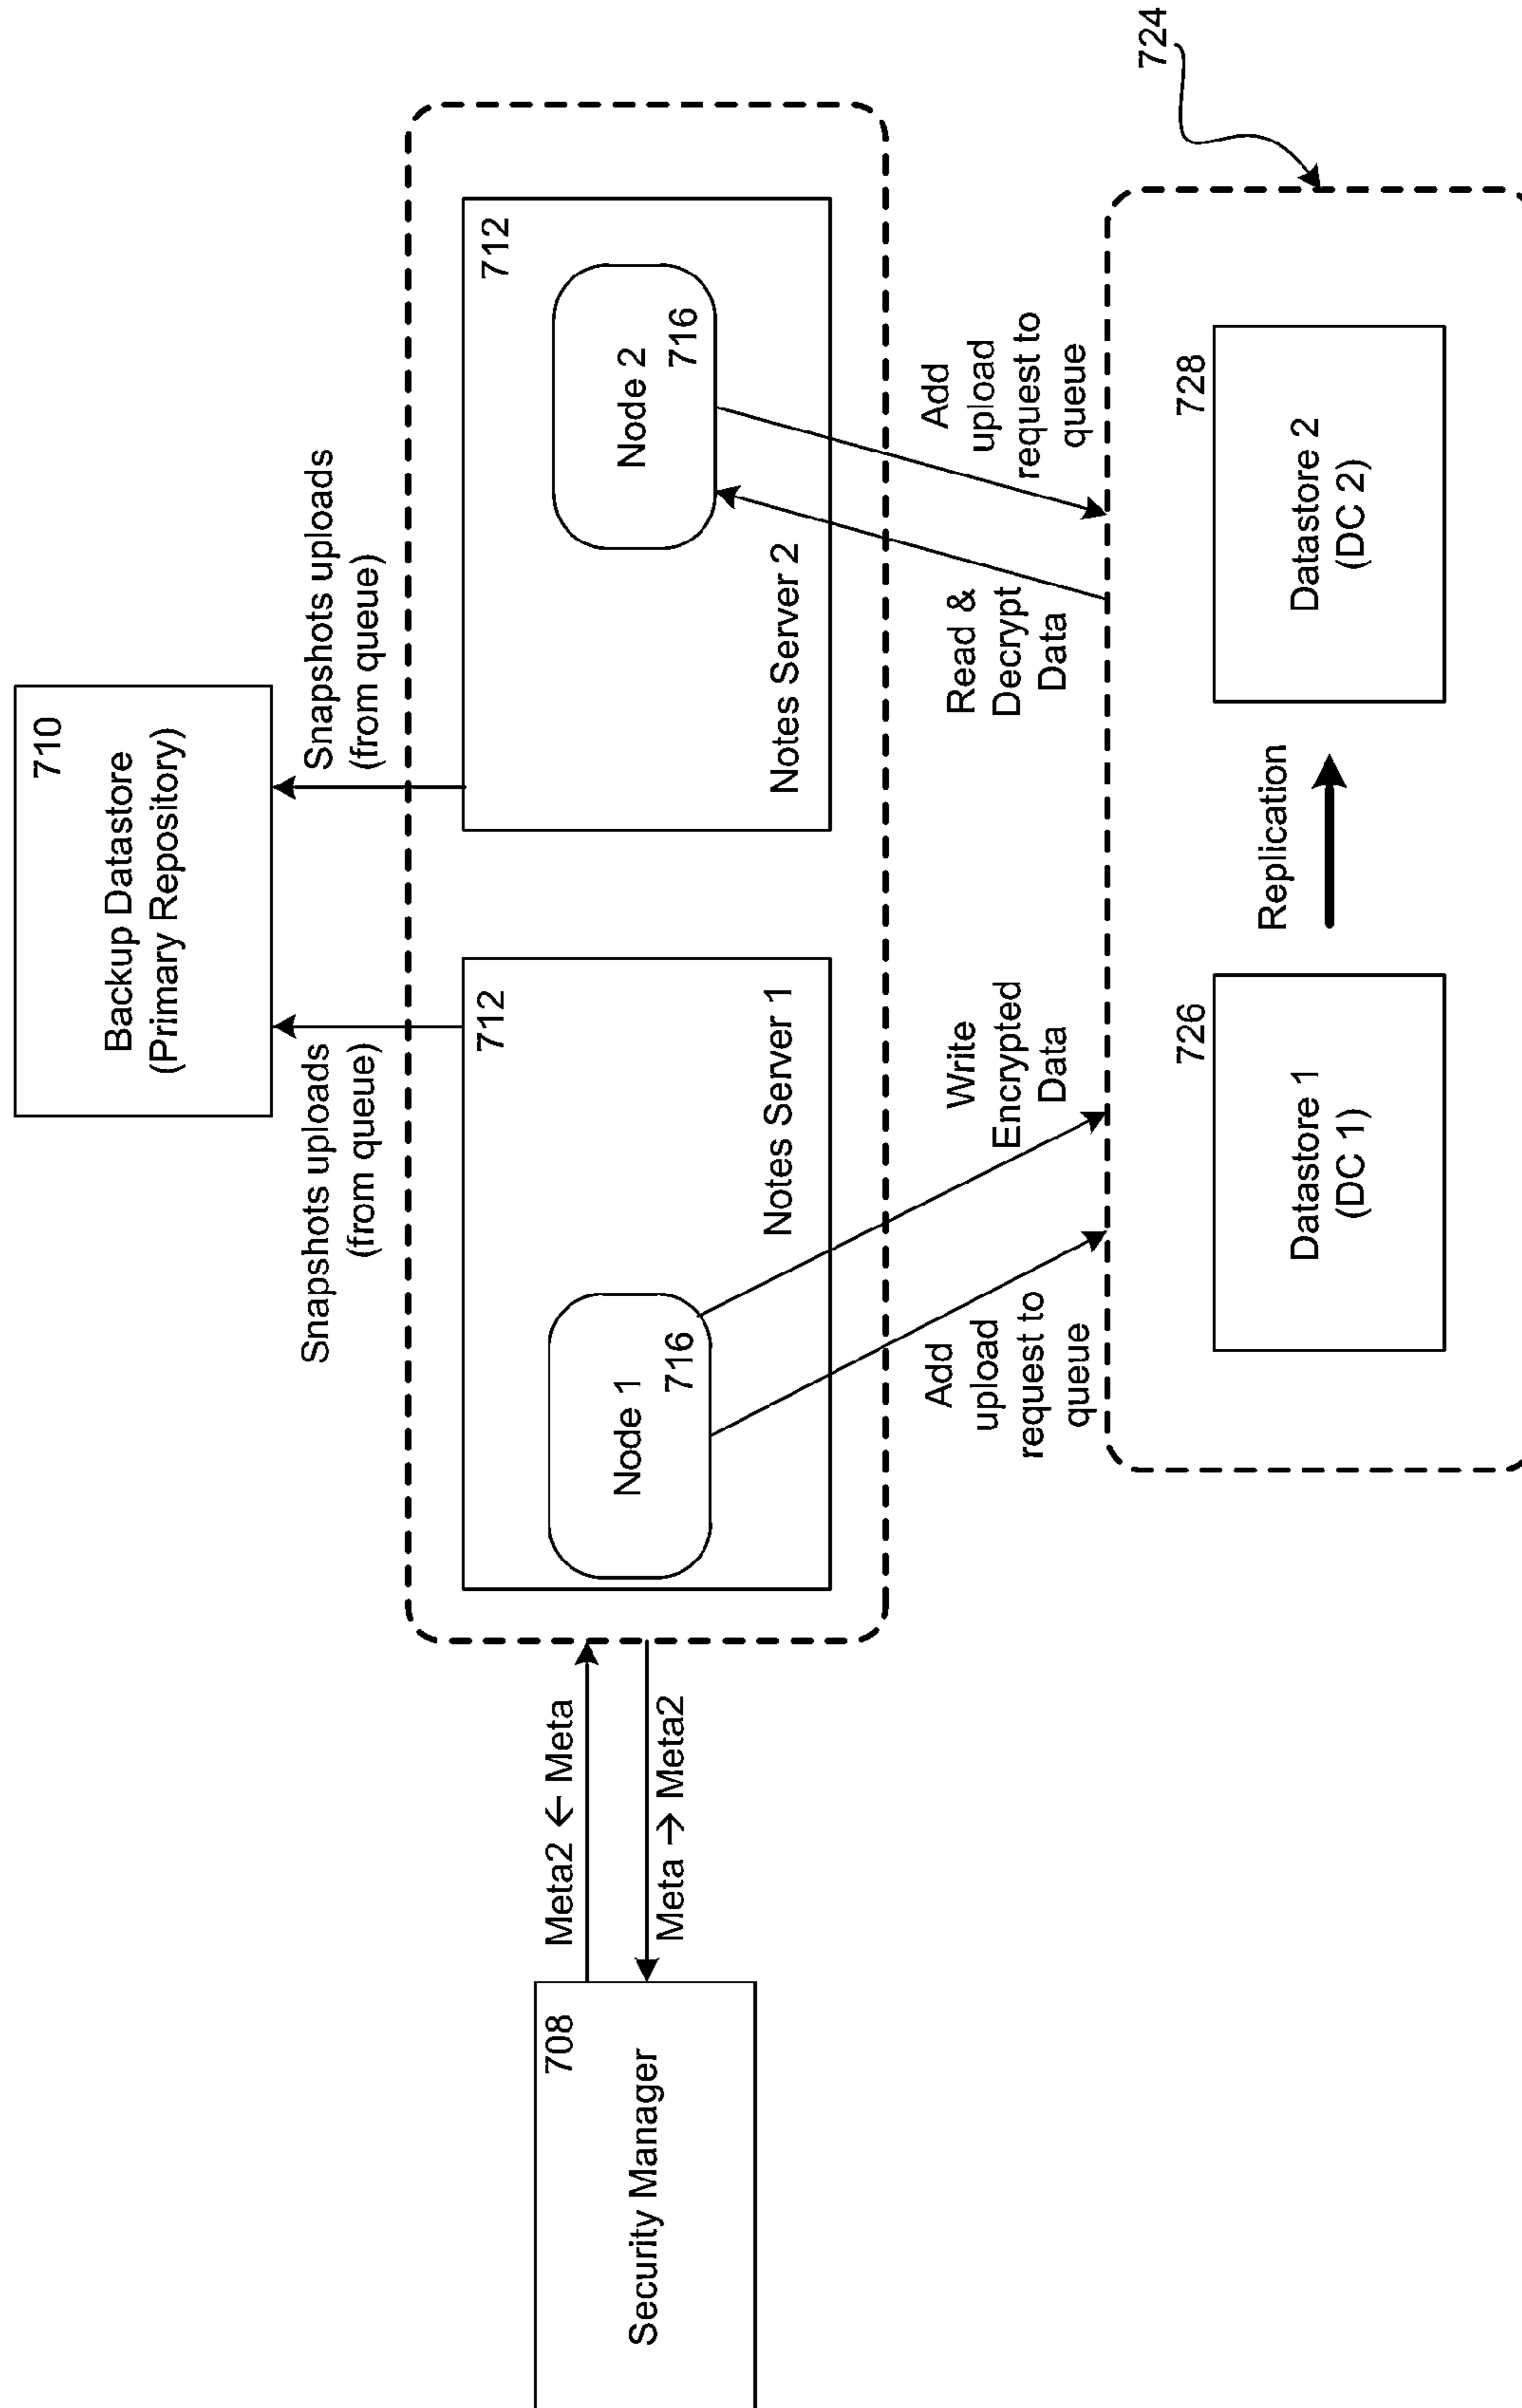 710
Backup Datastore
(Primary Repository)
Snapshots uploads
(from queue)
Snapshots uploads
(from queue)
708
Security Manager
Meta2 ← Meta
Meta → Meta2
712
Node 1
716
Notes Server 1
712
Node 2
716
Notes Server 2
Add
upload
request to
queue
Write
Encrypted
Data
Read &
Decrypt
Data
Add
upload
request to
queue
724
726
Datastore 1
(DC 1)
Replication
728
Datastore 2
(DC 2)